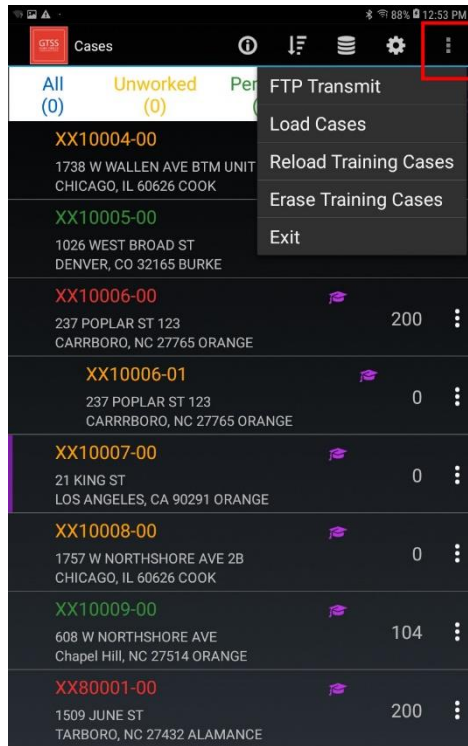 88% 12:53 PM
GTSS
Cases
All
(0)
Unworked
(0)
Per
FTP Transmit
Load Cases
Reload Training Cases
Erase Training Cases
Exit
XX10004-00
1738 W WALLEN AVE BTM UNIT
CHICAGO, IL 60626 COOK
XX10005-00
1026 WEST BROAD ST
DENVER, CO 32165 BURKE
XX10006-00
237 POPLAR ST 123
CARRBORO, NC 27765 ORANGE
200
XX10006-01
237 POPLAR ST 123
CARRRBORO, NC 27765 ORANGE
0
XX10007-00
21 KING ST
LOS ANGELES, CA 90291 ORANGE
0
XX10008-00
1757 W NORTHSHORE AVE 2B
CHICAGO, IL 60626 COOK
0
XX10009-00
608 W NORTHSHORE AVE
Chapel Hill, NC 27514 ORANGE
104
XX80001-00
1509 JUNE ST
TARBORO, NC 27432 ALAMANCE
200